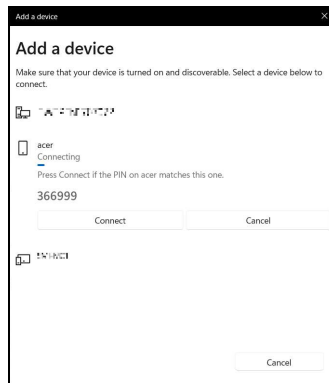 Add a device
Add a device
Make sure that your device is turned on and discoverable. Select a device below to
connect.
acer
Connecting
Press Connect if the PIN on acer matches this one.
366999
Connect Cancel
Cancel